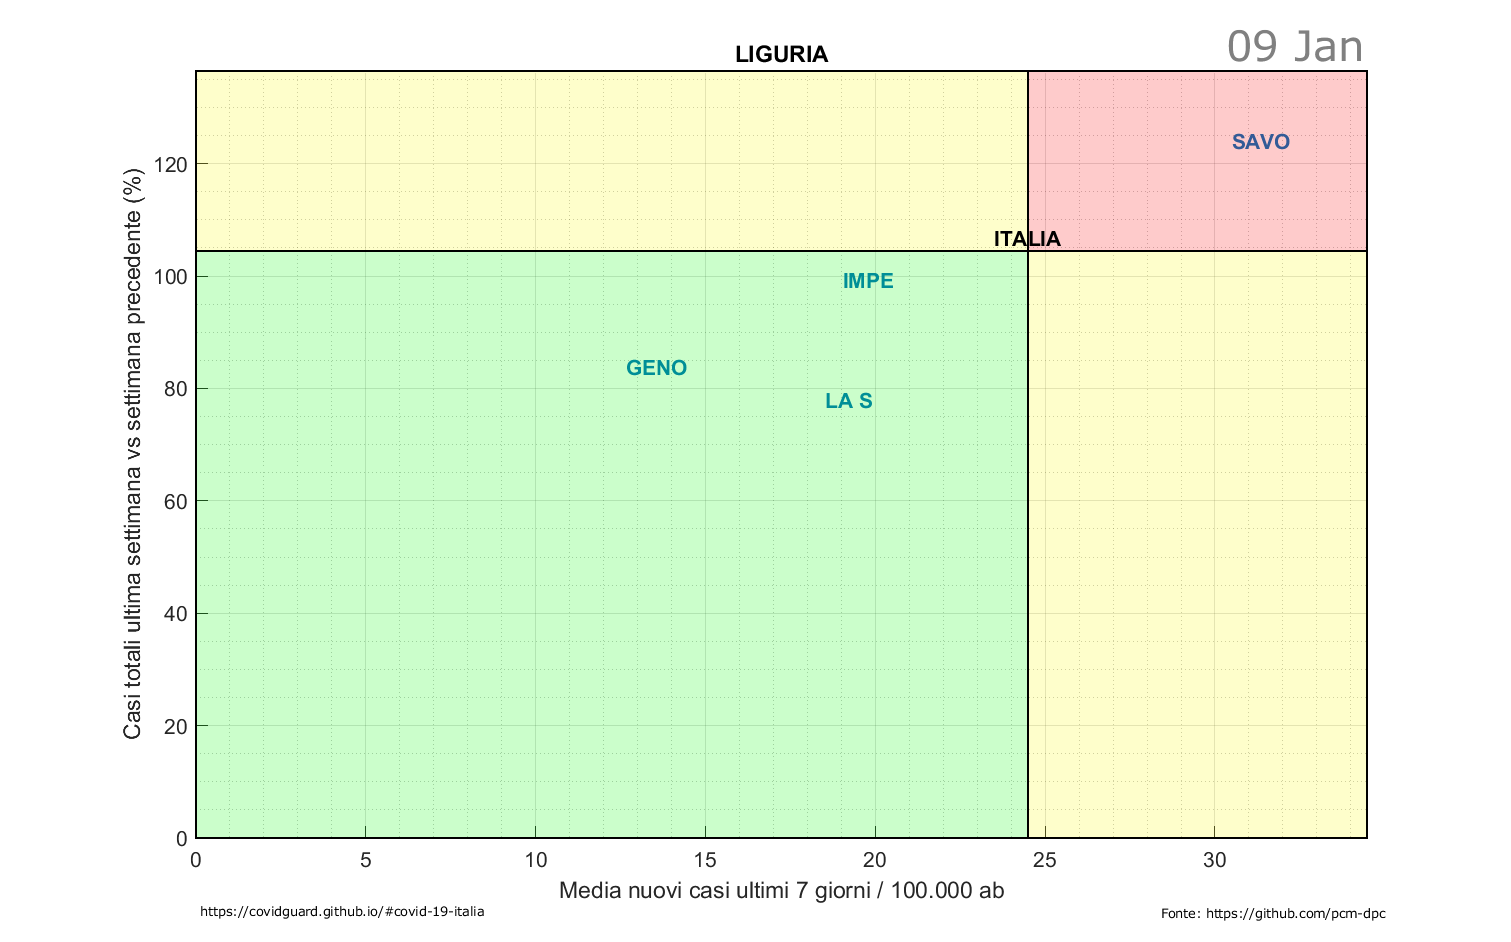 LIGURIA
09 Jan
Casi totali ultima settimana vs settimana precedente (%)
120
100
80
60
40
20
0
SAVO
ITALIA
IMPE
GENO
LA S
0 5 10 15 20 25 30
Media nuovi casi ultimi 7 giorni / 100.000 ab
https://covidguard.github.io/#covid-19-italia
Fonte: https://github.com/pcm-dpc